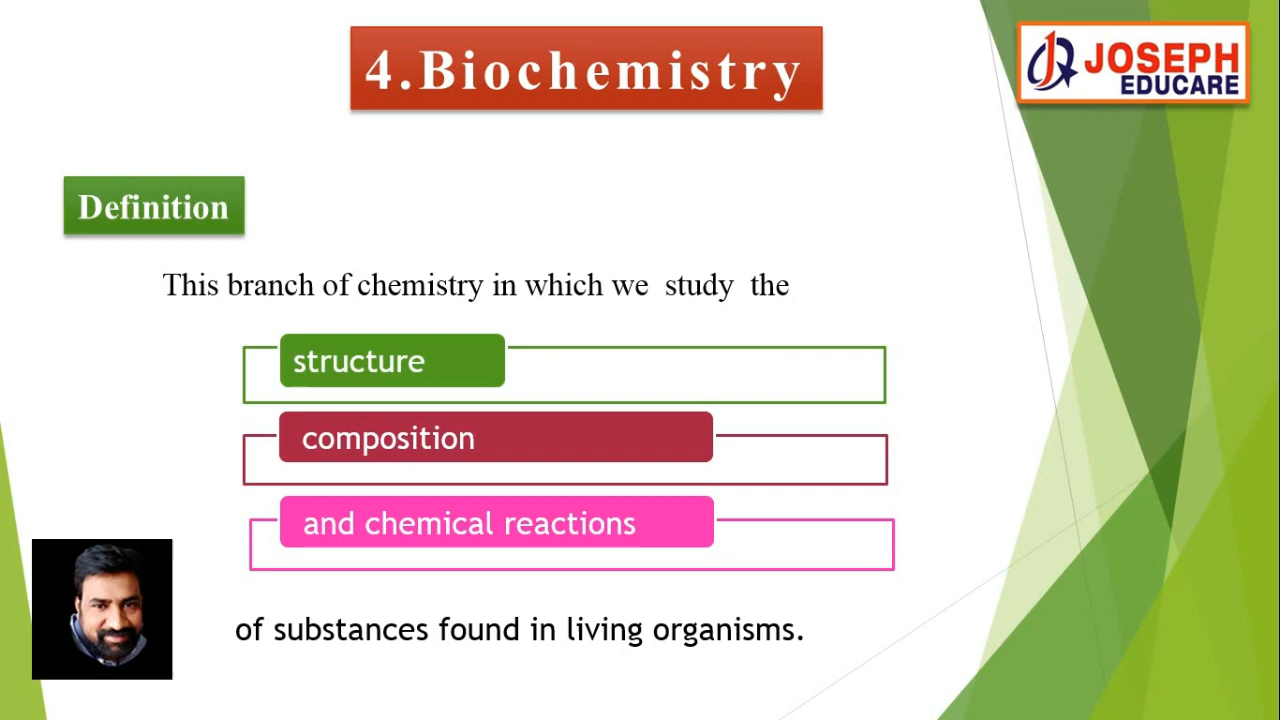 4.Biochemistry
JOSEPH
EDUCARE
Definition
This branch of chemistry in which we study the
structure
composition
and chemical reactions
of substances found in living organisms.